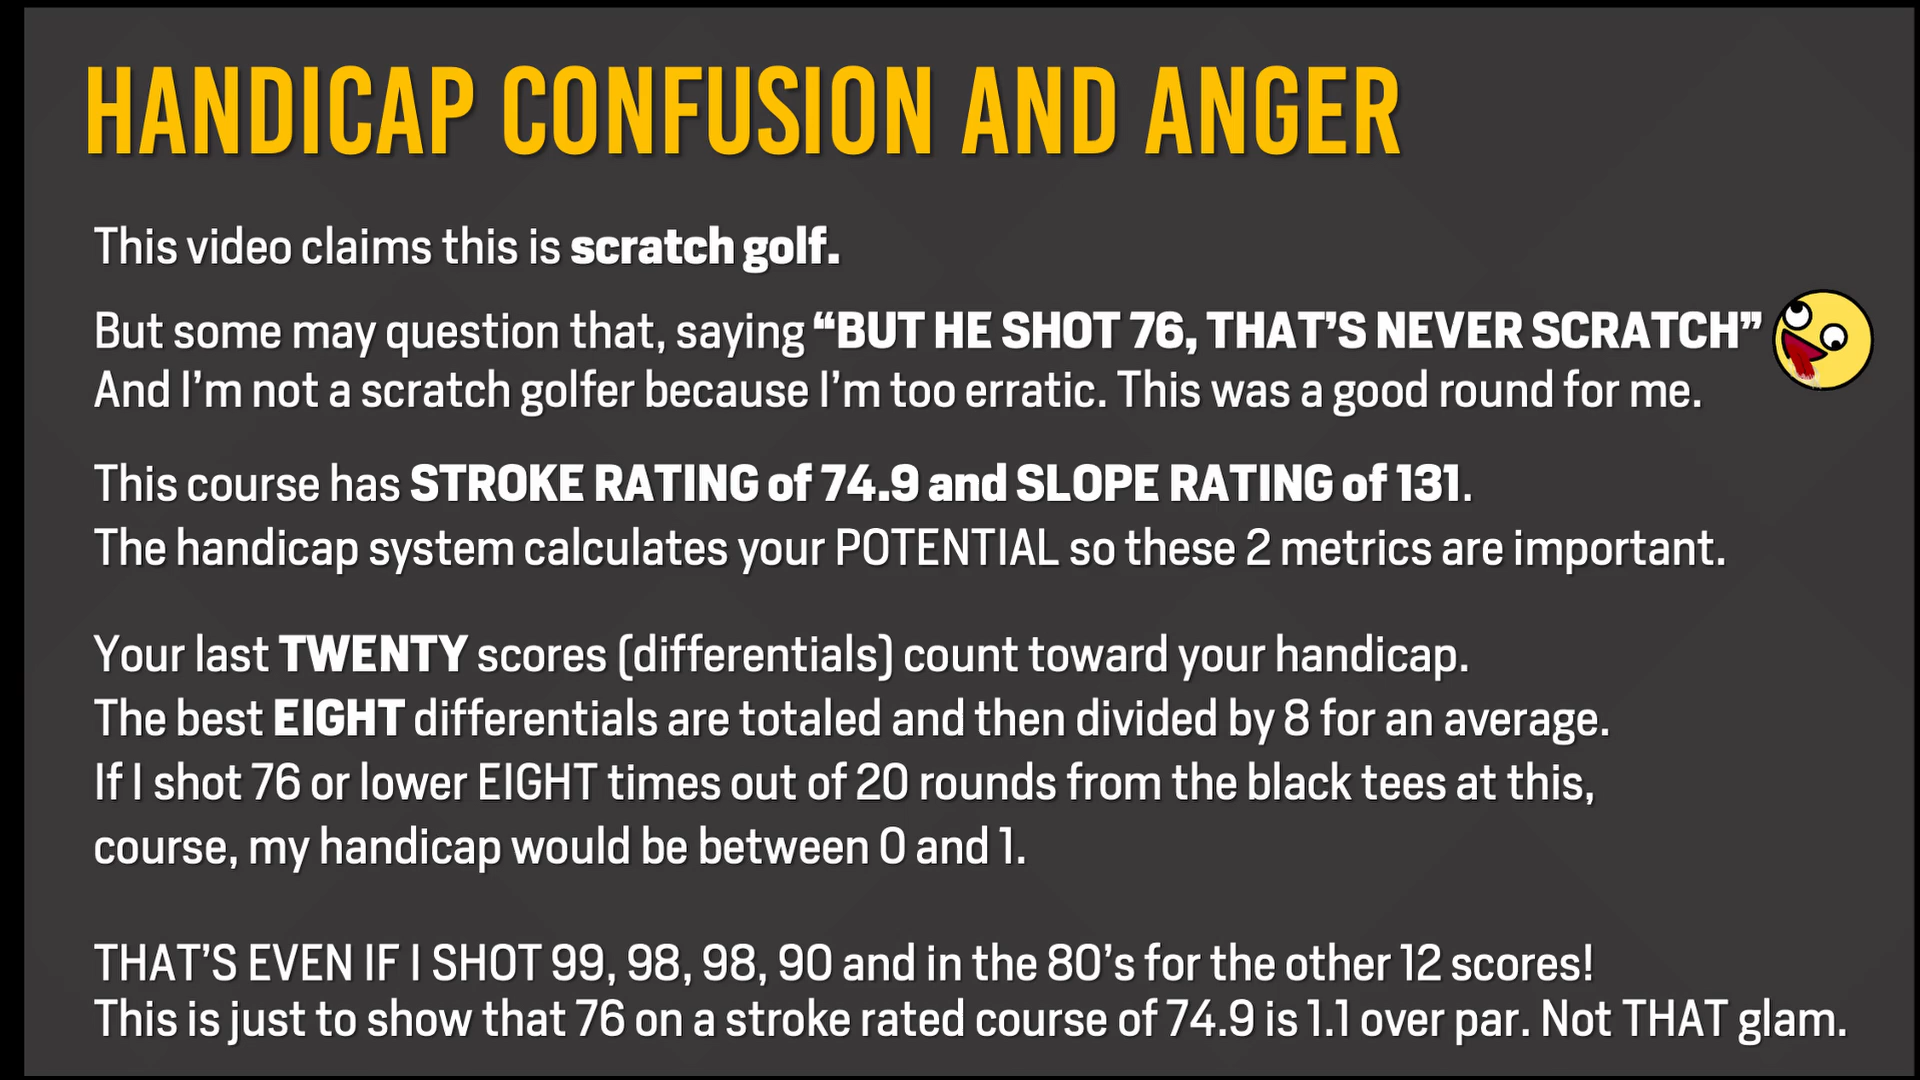 HANDICAP CONFUSION AND ANGER
This video claims this is scratch golf.
But some may question that, saying “BUT HE SHOT 76, THAT’S NEVER SCRATCH”
And I’m not a scratch golfer because I’m too erratic. This was a good round for me.
This course has STROKE RATING of 74.9 and SLOPE RATING of 131.
The handicap system calculates your POTENTIAL so these 2 metrics are important.
Your last TWENTY scores (differentials) count toward your handicap.
The best EIGHT differentials are totaled and then divided by 8 for an average.
If I shot 76 or lower EIGHT times out of 20 rounds from the black tees at this,
course, my handicap would be between 0 and 1.
THAT’S EVEN IF I SHOT 99, 98, 98, 90 and in the 80’s for the other 12 scores!
This is just to show that 76 on a stroke rated course of 74.9 is 1.1 over par. Not THAT glam.